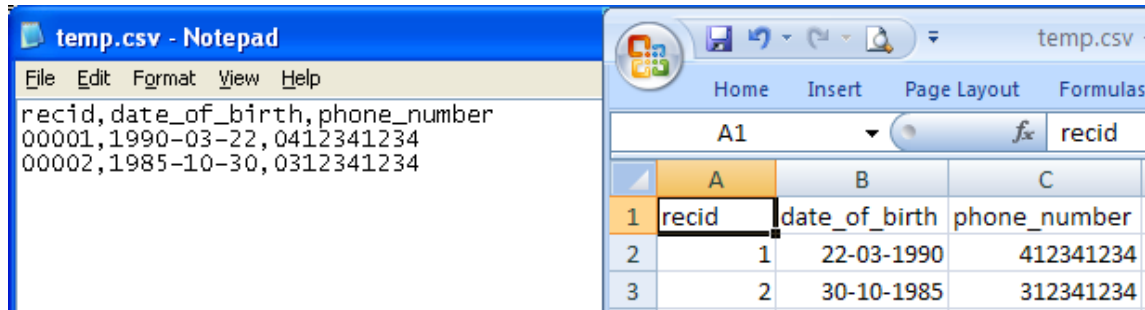 temp.csv - Notepad
File Edit Format View Help
recid,date_of_birth,phone_number
00001,1990-03-22,0412341234
00002,1985-10-30,0312341234
temp.csv
Home Insert Page Layout Formulas
A1 fx recid
A B C
1 recid date_of_birth phone_number
2 1 22-03-1990 412341234
3 2 30-10-1985 312341234